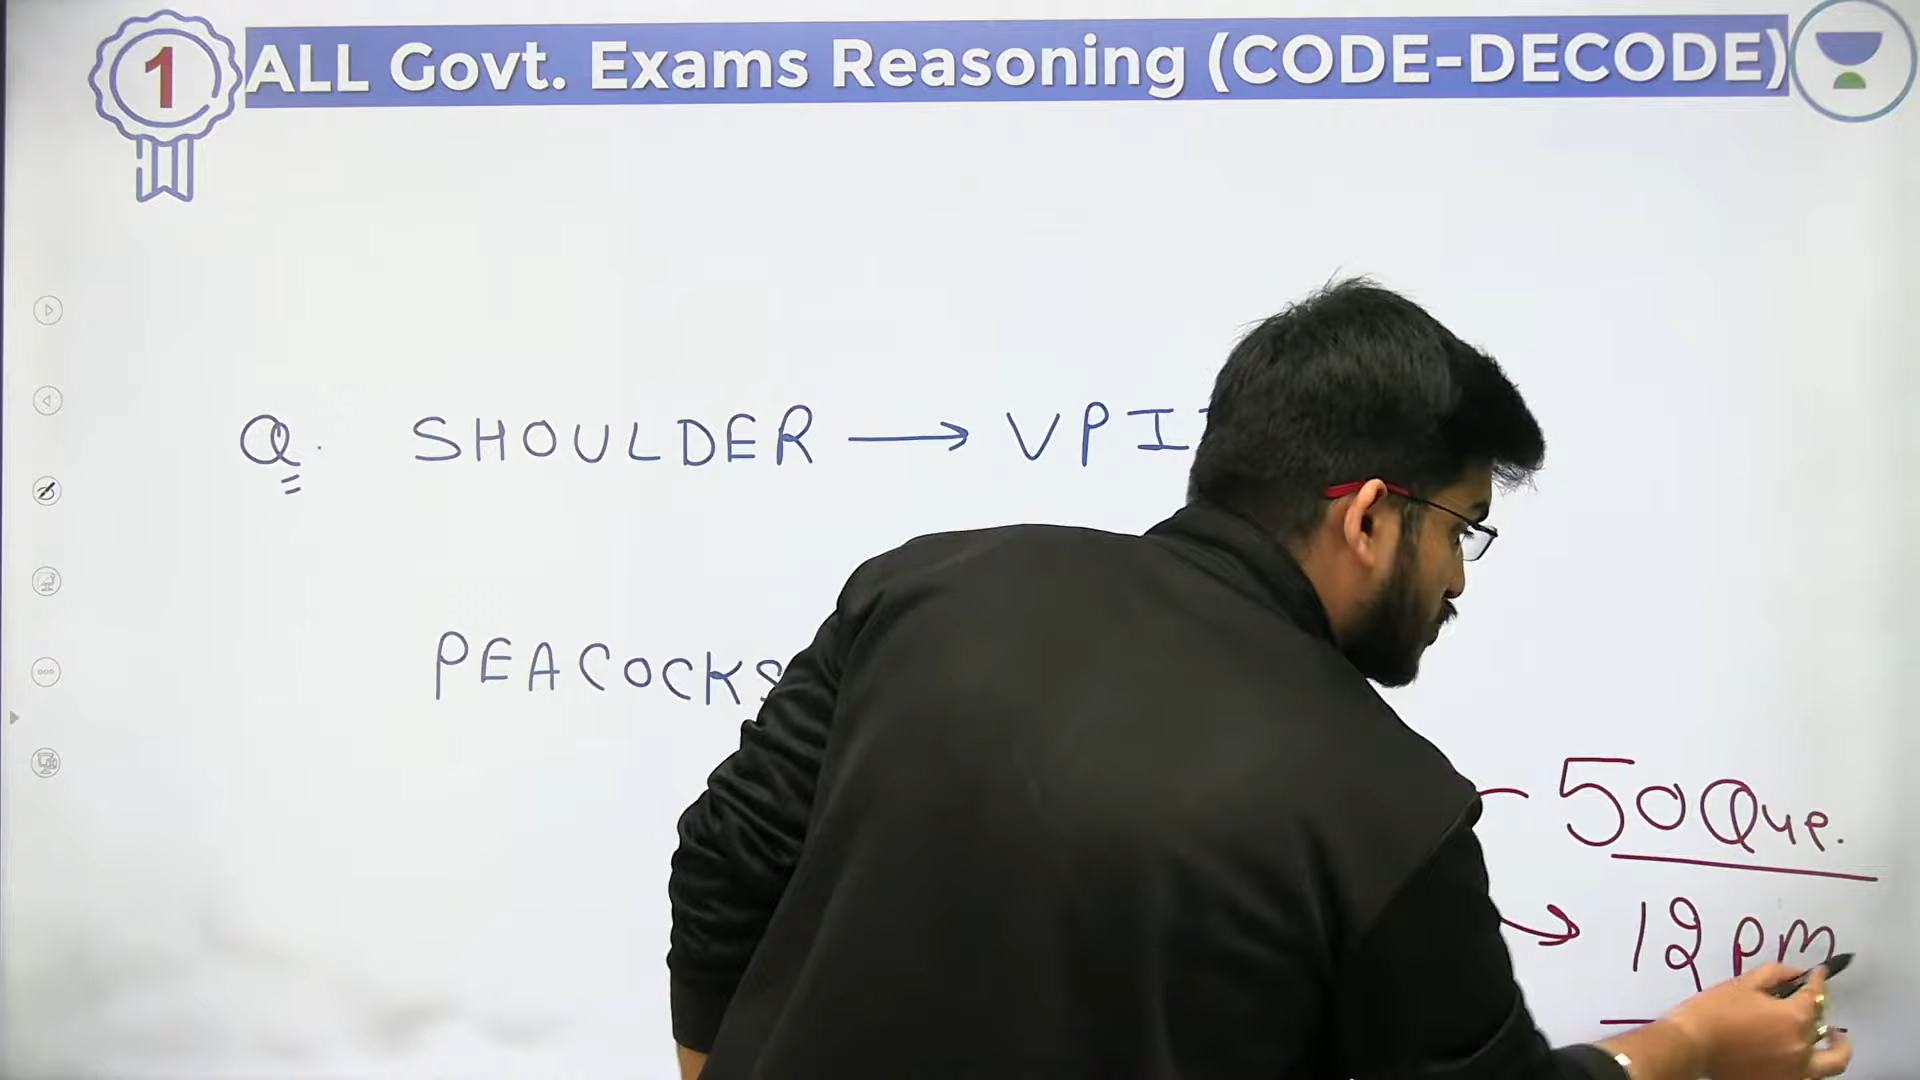 1
ALL Govt. Exams Reasoning (CODE-DECODE)
Q. SHOULDER → VPI
PEACOCKS
50 Que.
→ 12 pm